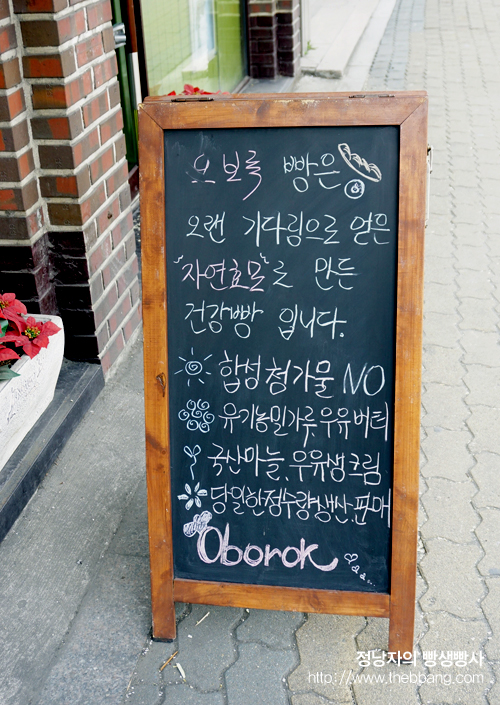 오보록 빵은
오랜 기다림으로 얻은
"자연효모"로 만든
건강빵 입니다.
합성첨가물 NO
유기농밀가루,우유버터
국산마늘,우유생크림
당일한정수량생산.판매
Oborok
정남자의 빵생빵사
http://www.thebbang.com